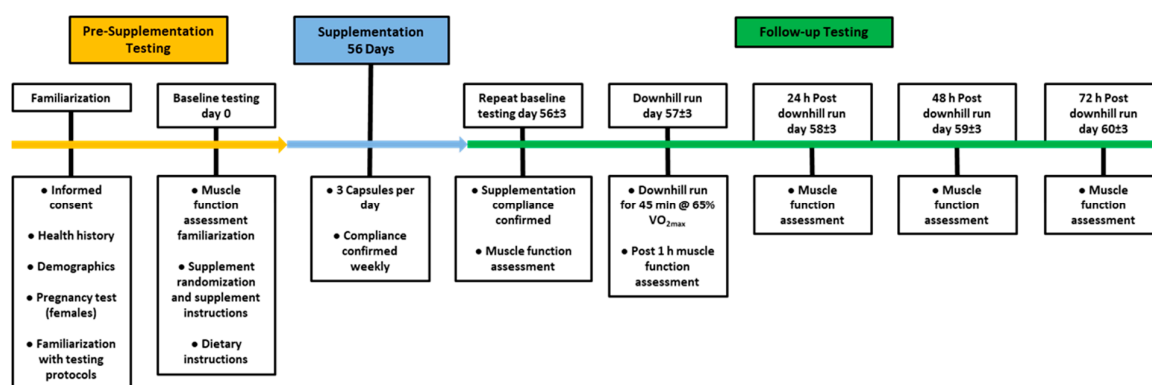 Pre-Supplementation
Testing
Supplementation
56 Days
Follow-up Testing
Familiarization
Baseline testing
day 0
Repeat baseline
testing day 56±3
Downhill run
day 57±3
24 h Post
downhill run
day 58±3
48 h Post
downhill run
day 59±3
72 h Post
downhill run
day 60±3
● Informed
consent
● Health history
● Demographics
● Pregnancy test
(females)
● Familiarization
with testing
protocols
● Muscle
function
assessment
familiarization
● Supplement
randomization
and supplement
instructions
● Dietary
instructions
● 3 Capsules per
day
● Compliance
confirmed
weekly
● Supplementation
compliance
confirmed
● Muscle function
assessment
● Downhill run
for 45 min @ 65%
VO₂max
● Post 1 h muscle
function
assessment
● Muscle function
assessment
● Muscle function
assessment
● Muscle function
assessment